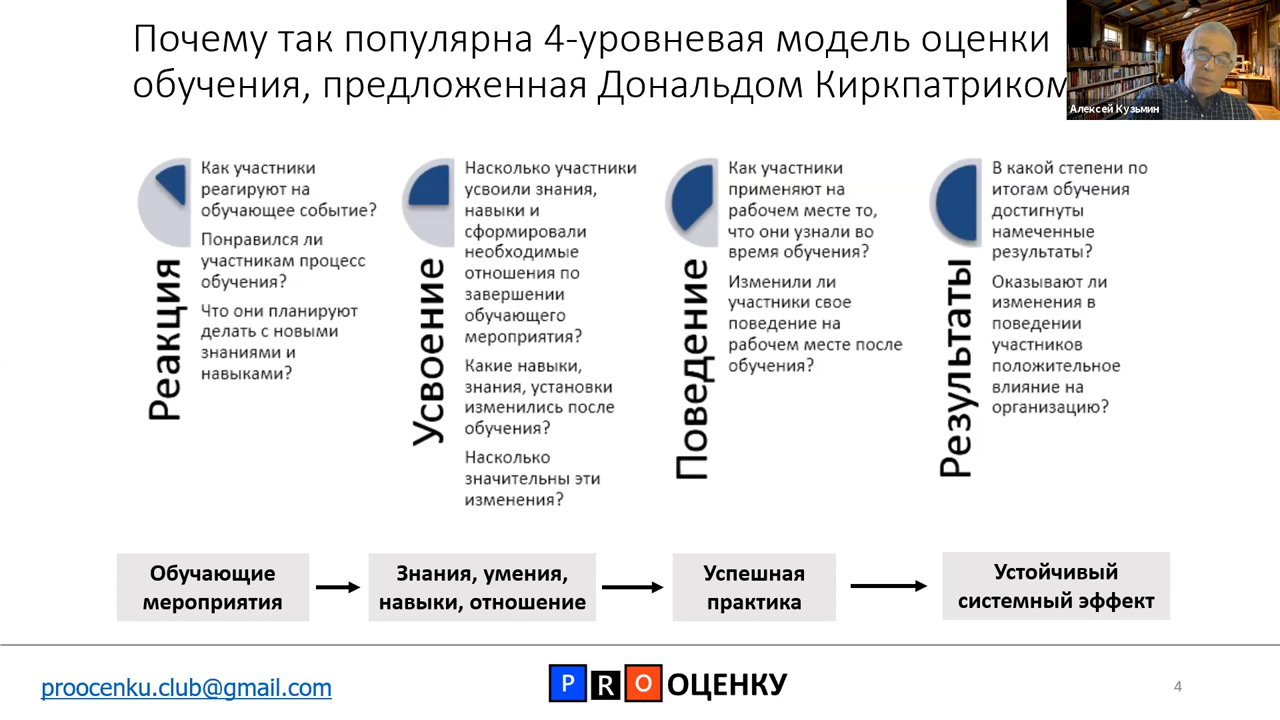 Почему так популярна 4-уровневая модель оценки
обучения, предложенная Дональдом Киркпатриком
Алексей Кузьмин
Реакция
Как участники
реагируют на
обучающее событие?
Понравился ли
участникам процесс
обучения?
Что они планируют
делать с новыми
знаниями и
навыками?
Усвоение
Насколько участники
усвоили знания,
навыки и
сформировали
необходимые
отношения по
завершении
обучающего
мероприятия?
Какие навыки,
знания, установки
изменились после
обучения?
Насколько
значительны эти
изменения?
Поведение
Как участники
применяют на
рабочем месте то,
что они узнали во
время обучения?
Изменили ли
участники свое
поведение на
рабочем месте после
обучения?
Результаты
В какой степени по
итогам обучения
достигнуты
намеченные
результаты?
Оказывают ли
изменения в
поведении
участников
положительное
влияние на
организацию?
Обучающие
мероприятия
Знания, умения,
навыки, отношение
Успешная
практика
Устойчивый
системный эффект
proocenku.club@gmail.com
PRO ОЦЕНКУ
4